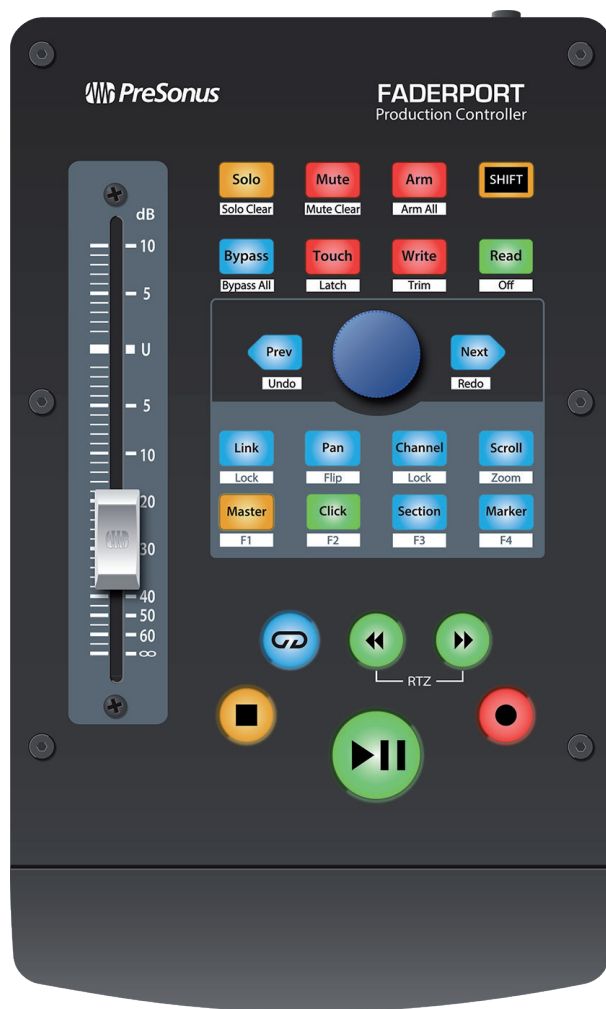 PreSonus
FADERPORT
Production Controller
Solo Mute Arm SHIFT
Solo Clear Mute Clear Arm All
Bypass Touch Write Read
Bypass All Latch Trim Off
Prev Next
Undo Redo
Link Pan Channel Scroll
Lock Flip Lock Zoom
Master Click Section Marker
F1 F2 F3 F4
RTZ
dB
10
5
U
5
10
20
30
40
50
60
∞